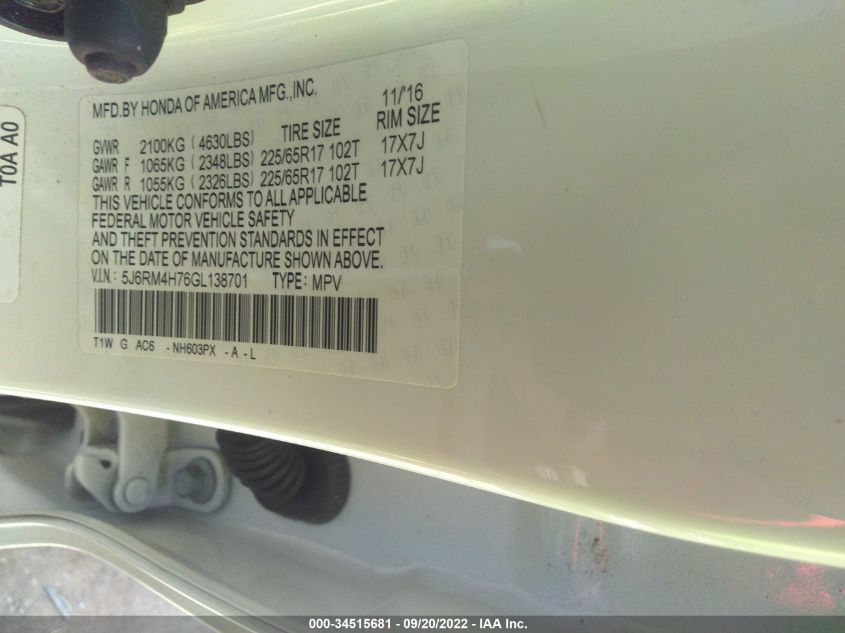 T0A A0
MFD.BY HONDA OF AMERICA MFG.,INC. 11/'16
GVWR 2100KG (4630LBS) TIRE SIZE RIM SIZE
GAWR F 1065KG (2348LBS) 225/65R17 102T 17X7J
GAWR R 1055KG (2326LBS) 225/65R17 102T 17X7J
THIS VEHICLE CONFORMS TO ALL APPLICABLE
FEDERAL MOTOR VEHICLE SAFETY
AND THEFT PREVENTION STANDARDS IN EFFECT
ON THE DATE OF MANUFACTURE SHOWN ABOVE.
V.I.N.: 5J6RM4H76GL138701 TYPE: MPV
T1W G AC6 -NH603PX -A -L
000-34515681 - 09/20/2022 - IAA Inc.